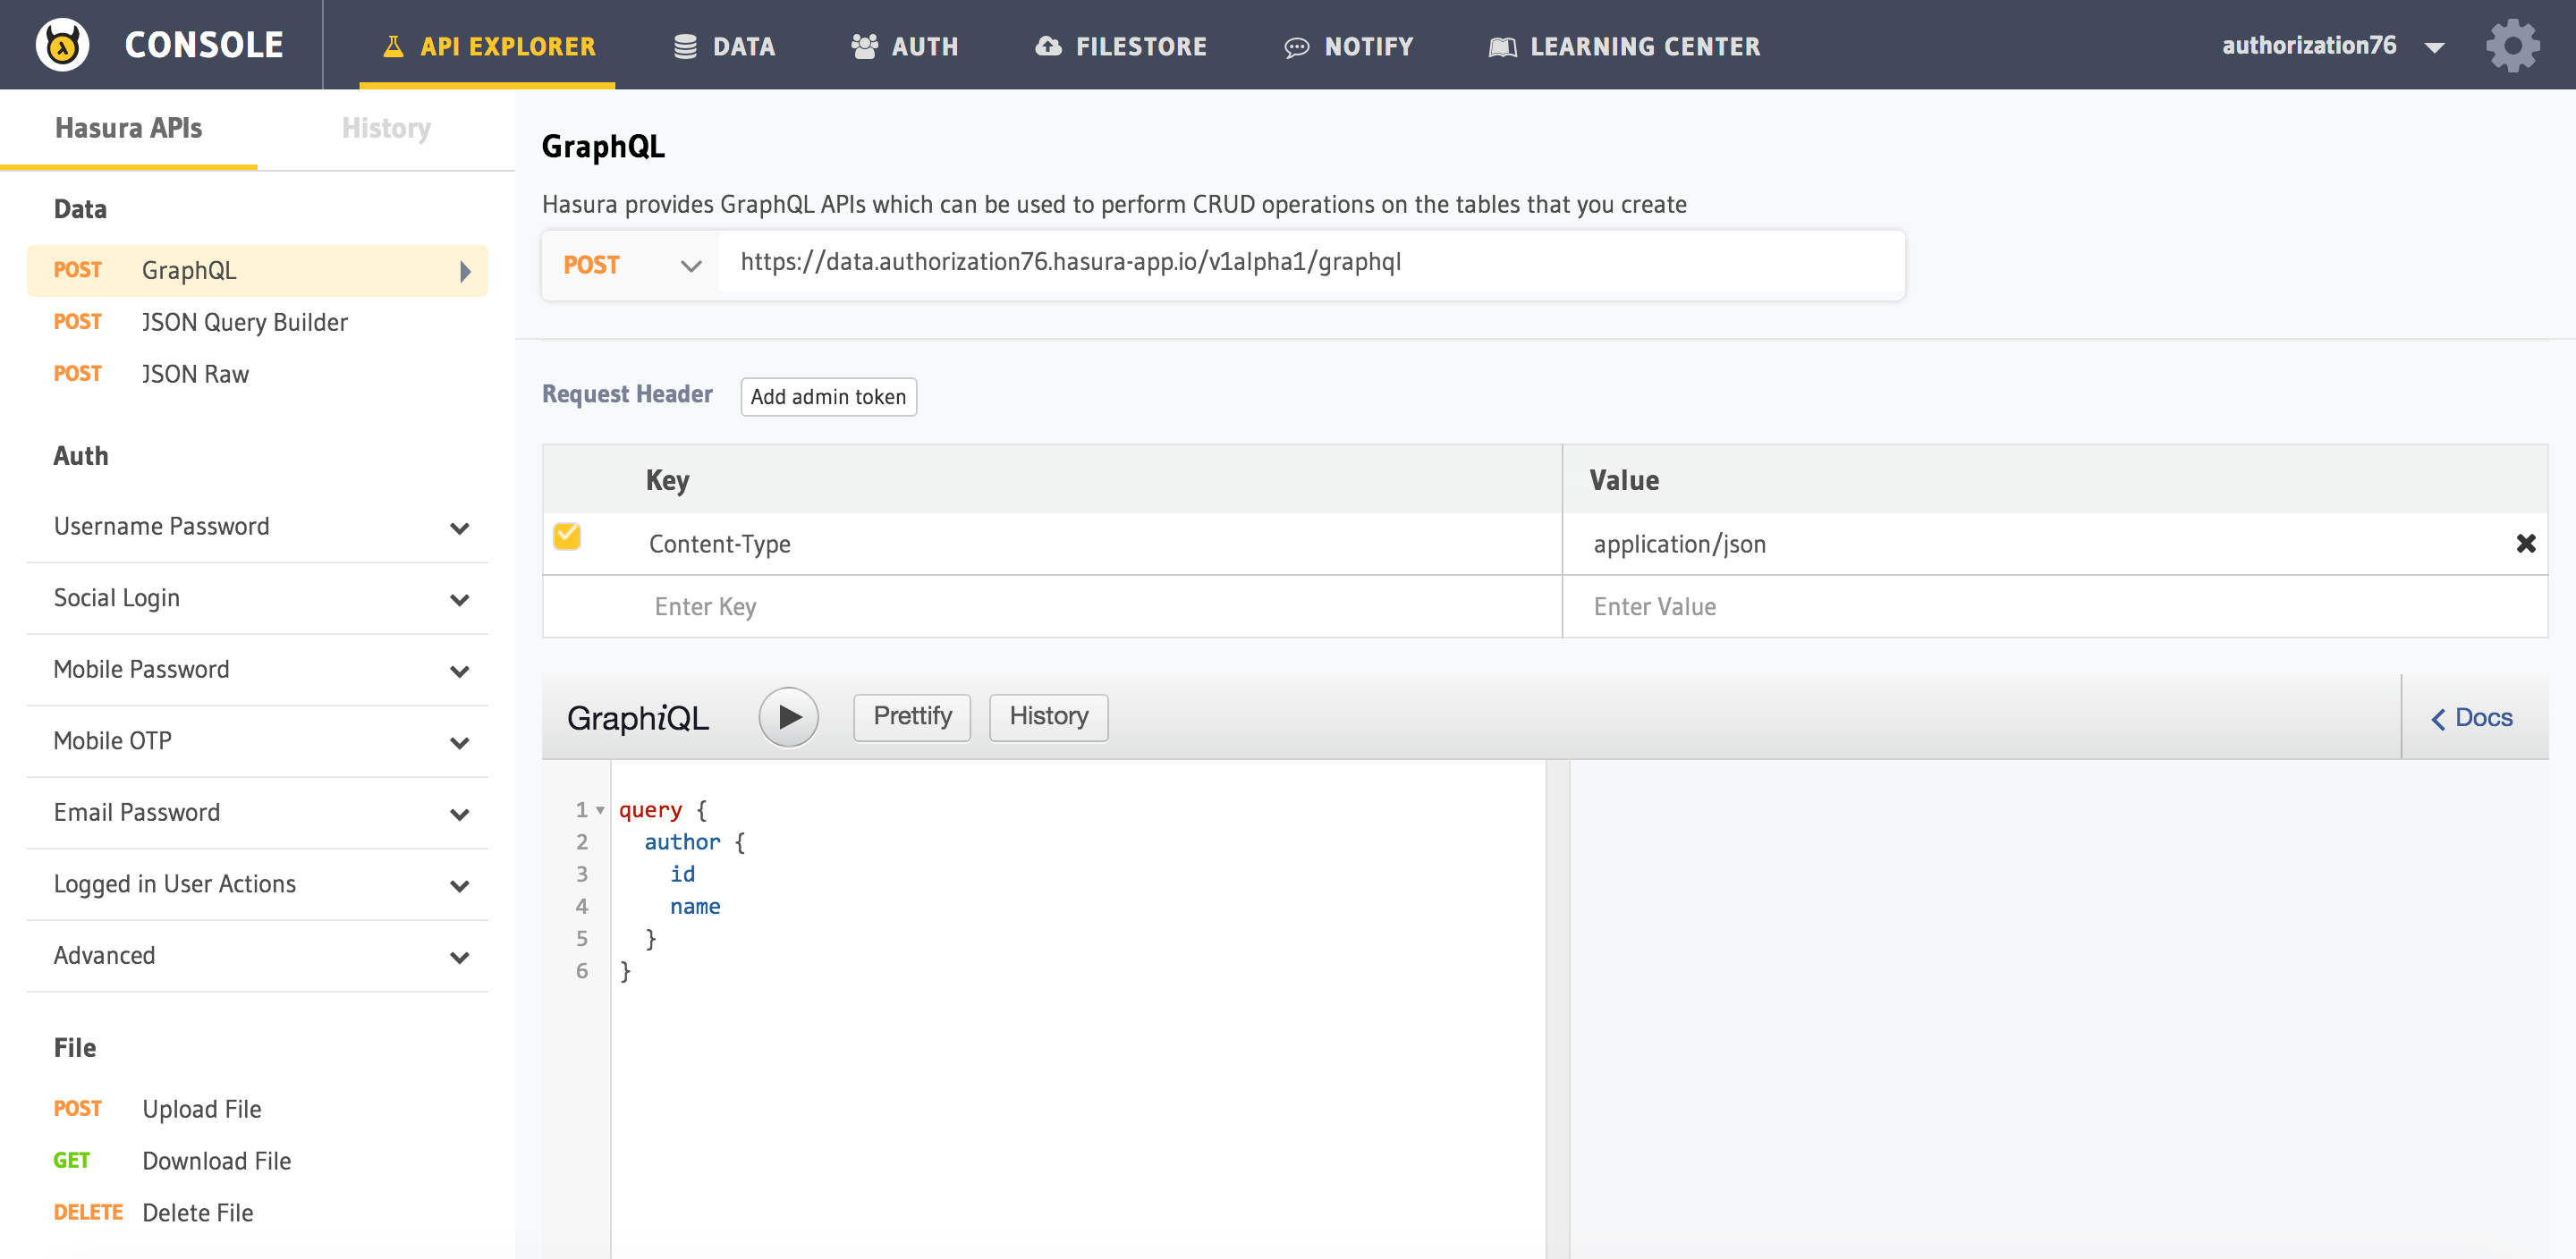 CONSOLE
API EXPLORER
DATA
AUTH
FILESTORE
NOTIFY
LEARNING CENTER
authorization76
Hasura APIs
History
Data
POST GraphQL
POST JSON Query Builder
POST JSON Raw
Auth
Username Password
Social Login
Mobile Password
Mobile OTP
Email Password
Logged in User Actions
Advanced
File
POST Upload File
GET Download File
DELETE Delete File
GraphQL
Hasura provides GraphQL APIs which can be used to perform CRUD operations on the tables that you create
POST https://data.authorization76.hasura-app.io/v1alpha1/graphql
Request Header Add admin token
Key Value
Content-Type application/json
Enter Key Enter Value
GraphiQL Prettify History Docs
1 query {
2 author {
3 id
4 name
5 }
6 }